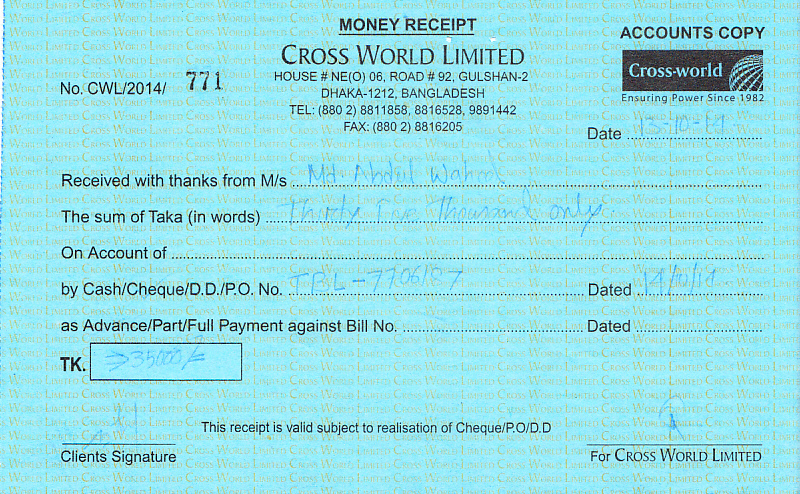 MONEY RECEIPT
ACCOUNTS COPY
CROSS WORLD LIMITED
HOUSE # NE(O) 06, ROAD # 92, GULSHAN-2
DHAKA-1212, BANGLADESH
TEL: (880 2) 8811858, 8816528, 9891442
FAX: (880 2) 8816205
No. CWL/2014/ 771
Cross-world
Ensuring Power Since 1982
Date 13-10-14
Received with thanks from M/s Md. Abdul Wahab
The sum of Taka (in words) Thirty Five Thousand only.
On Account of
by Cash/Cheque/D.D./P.O. No. TBL-7706187 Dated 14/10/14
as Advance/Part/Full Payment against Bill No. Dated
TK. 35000/=
This receipt is valid subject to realisation of Cheque/P.O/D.D
Clients Signature
For CROSS WORLD LIMITED